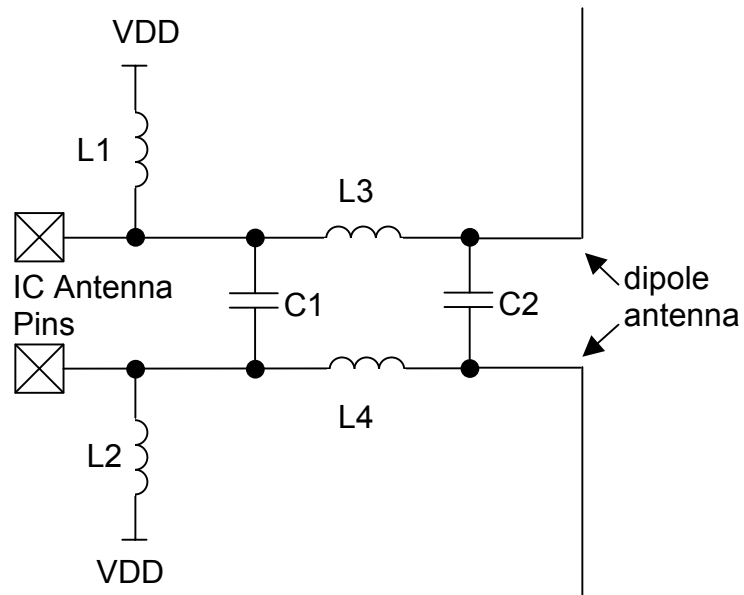 VDD
L1
L3
IC Antenna
Pins
C1
C2
dipole
antenna
L4
L2
VDD